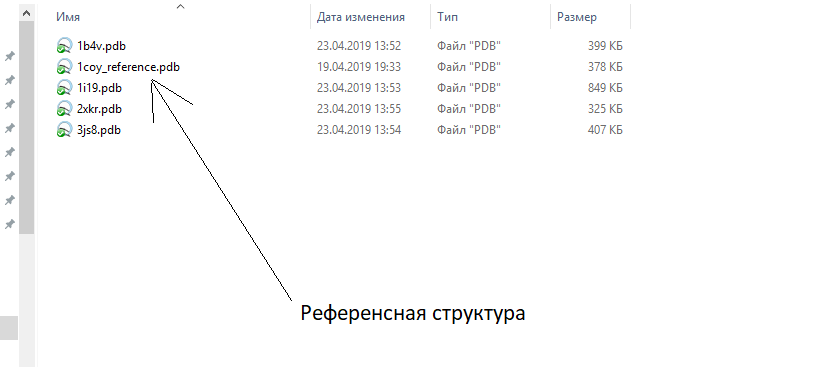 Имя Дата изменения Тип Размер
1b4v.pdb 23.04.2019 13:52 Файл "PDB" 399 КБ
1coy_reference.pdb 19.04.2019 19:33 Файл "PDB" 378 КБ
1i19.pdb 23.04.2019 13:53 Файл "PDB" 849 КБ
2xkr.pdb 23.04.2019 13:55 Файл "PDB" 325 КБ
3js8.pdb 23.04.2019 13:54 Файл "PDB" 407 КБ
Референсная структура